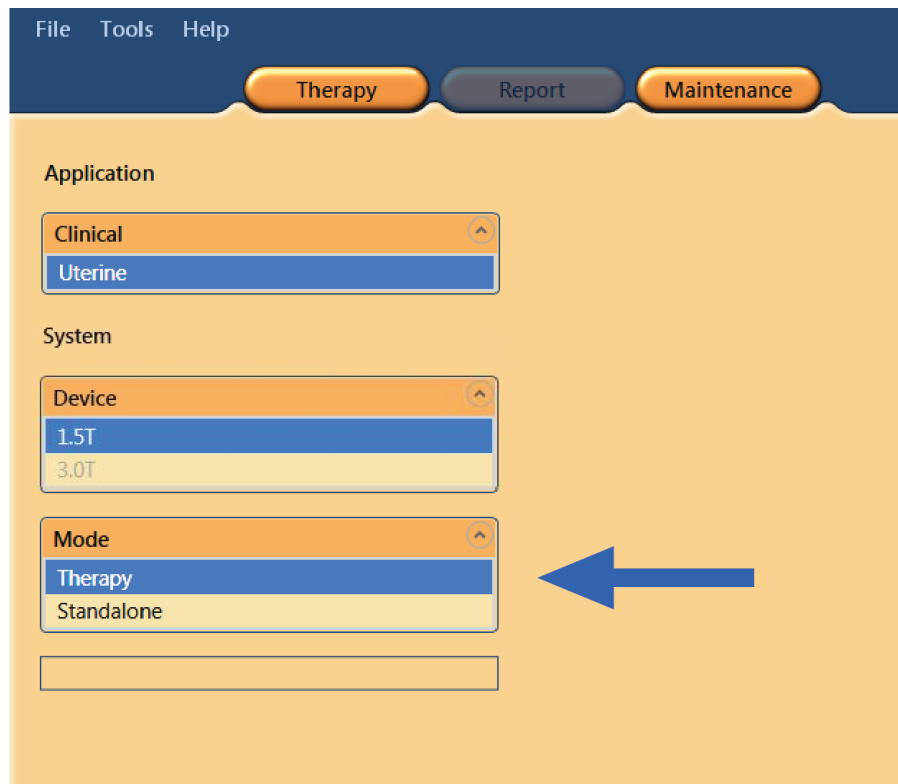 File Tools Help
Therapy Report Maintenance
Application
Clinical
Uterine
System
Device
1.5T
3.0T
Mode
Therapy
Standalone